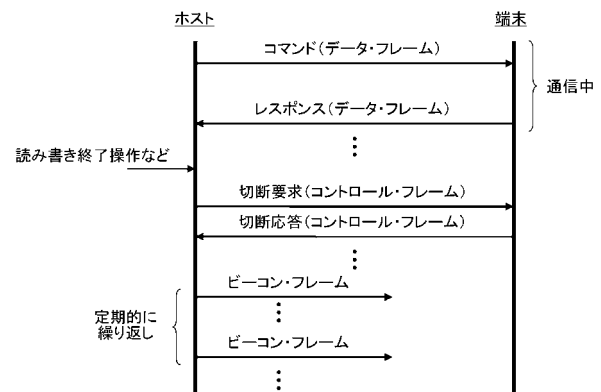 ホスト
端末
コマンド(データ・フレーム)
通信中
レスポンス(データ・フレーム)
読み書き終了操作など
切断要求(コントロール・フレーム)
切断応答(コントロール・フレーム)
ビーコン・フレーム
定期的に
繰り返し
ビーコン・フレーム